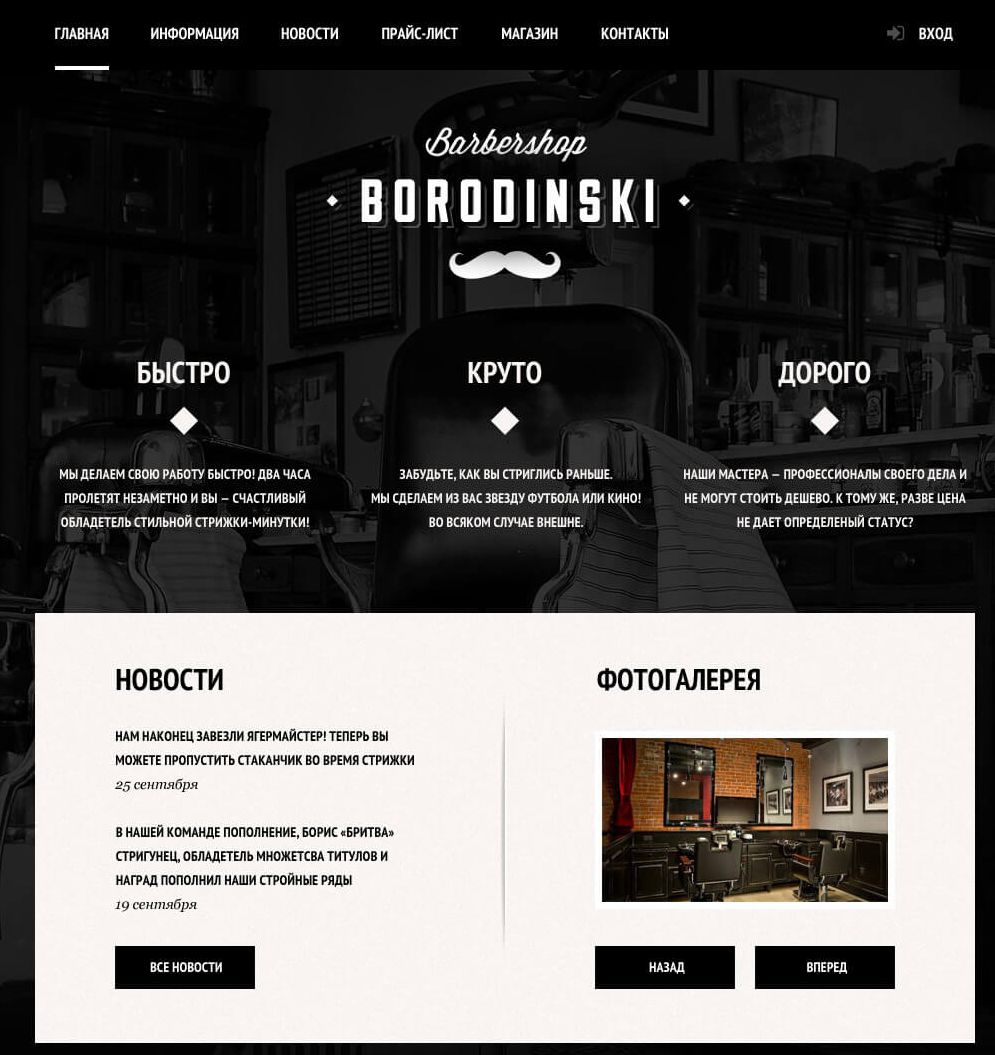 ГЛАВНАЯ ИНФОРМАЦИЯ НОВОСТИ ПРАЙС-ЛИСТ МАГАЗИН КОНТАКТЫ ВХОД
Barbershop
BORODINSKI
БЫСТРО
МЫ ДЕЛАЕМ СВОЮ РАБОТУ БЫСТРО! ДВА ЧАСА
ПРОЛЕТЯТ НЕЗАМЕТНО И ВЫ – СЧАСТЛИВЫЙ
ОБЛАДЕТЕЛЬ СТИЛЬНОЙ СТРИЖКИ-МИНУТКИ!
КРУТО
ЗАБУДЬТЕ, КАК ВЫ СТРИГЛИСЬ РАНЬШЕ.
МЫ СДЕЛАЕМ ИЗ ВАС ЗВЕЗДУ ФУТБОЛА ИЛИ КИНО!
ВО ВСЯКОМ СЛУЧАЕ ВНЕШНЕ.
ДОРОГО
НАШИ МАСТЕРА – ПРОФЕССИОНАЛЫ СВОЕГО ДЕЛА И
НЕ МОГУТ СТОИТЬ ДЕШЕВО. К ТОМУ ЖЕ, РАЗВЕ ЦЕНА
НЕ ДАЕТ ОПРЕДЕЛЕНЫЙ СТАТУС?
НОВОСТИ
НАМ НАКОНЕЦ ЗАВЕЗЛИ ЯГЕРМАЙСТЕР! ТЕПЕРЬ ВЫ
МОЖЕТЕ ПРОПУСТИТЬ СТАКАНЧИК ВО ВРЕМЯ СТРИЖКИ
25 сентября
В НАШЕЙ КОМАНДЕ ПОПОЛНЕНИЕ, БОРИС «БРИТВА»
СТРИГУНЕЦ, ОБЛАДЕТЕЛЬ МНОЖЕТСВА ТИТУЛОВ И
НАГРАД ПОПОЛНИЛ НАШИ СТРОЙНЫЕ РЯДЫ
19 сентября
ВСЕ НОВОСТИ
ФОТОГАЛЕРЕЯ
НАЗАД ВПЕРЕД